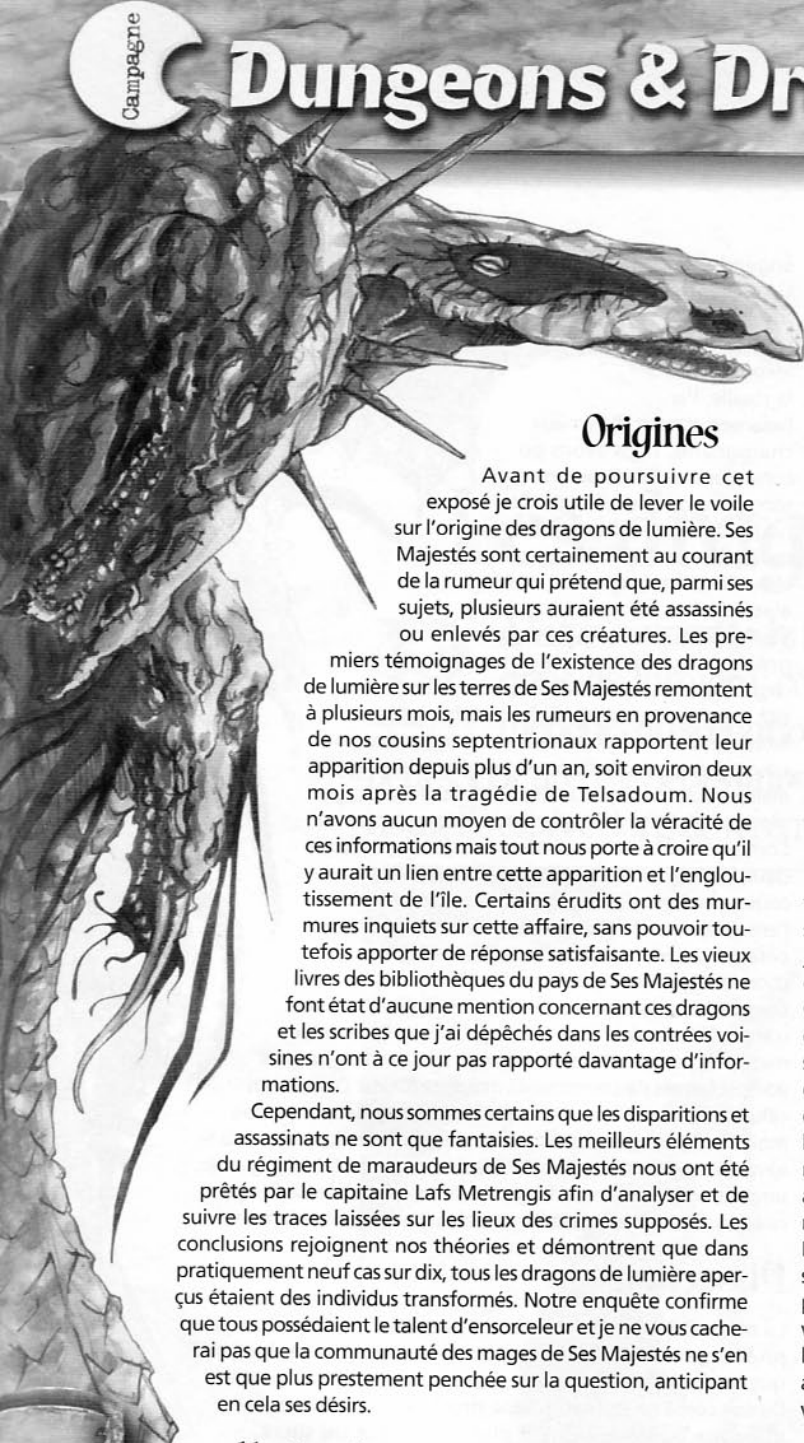 Campagne
Dungeons & Dr
Origines
Avant de poursuivre cet
exposé je crois utile de lever le voile
sur l'origine des dragons de lumière. Ses
Majestés sont certainement au courant
de la rumeur qui prétend que, parmi ses
sujets, plusieurs auraient été assassinés
ou enlevés par ces créatures. Les pre-
miers témoignages de l'existence des dragons
de lumière sur les terres de Ses Majestés remontent
à plusieurs mois, mais les rumeurs en provenance
de nos cousins septentrionaux rapportent leur
apparition depuis plus d'un an, soit environ deux
mois après la tragédie de Telsadoum. Nous
n'avons aucun moyen de contrôler la véracité de
ces informations mais tout nous porte à croire qu'il
y aurait un lien entre cette apparition et l'englou-
tissement de l'île. Certains érudits ont des mur-
mures inquiets sur cette affaire, sans pouvoir tou-
tefois apporter de réponse satisfaisante. Les vieux
livres des bibliothèques du pays de Ses Majestés ne
font état d'aucune mention concernant ces dragons
et les scribes que j'ai dépêchés dans les contrées voi-
sines n'ont à ce jour pas rapporté davantage d'infor-
mations.
Cependant, nous sommes certains que les disparitions et
assassinats ne sont que fantaisies. Les meilleurs éléments
du régiment de maraudeurs de Ses Majestés nous ont été
prêtés par le capitaine Lafs Metrengis afin d'analyser et de
suivre les traces laissées sur les lieux des crimes supposés. Les
conclusions rejoignent nos théories et démontrent que dans
pratiquement neuf cas sur dix, tous les dragons de lumière aper-
çus étaient des individus transformés. Notre enquête confirme
que tous possédaient le talent d'ensorceleur et je ne vous cache-
rai pas que la communauté des mages de Ses Majestés ne s'en
est que plus prestement penchée sur la question, anticipant
en cela ses désirs.